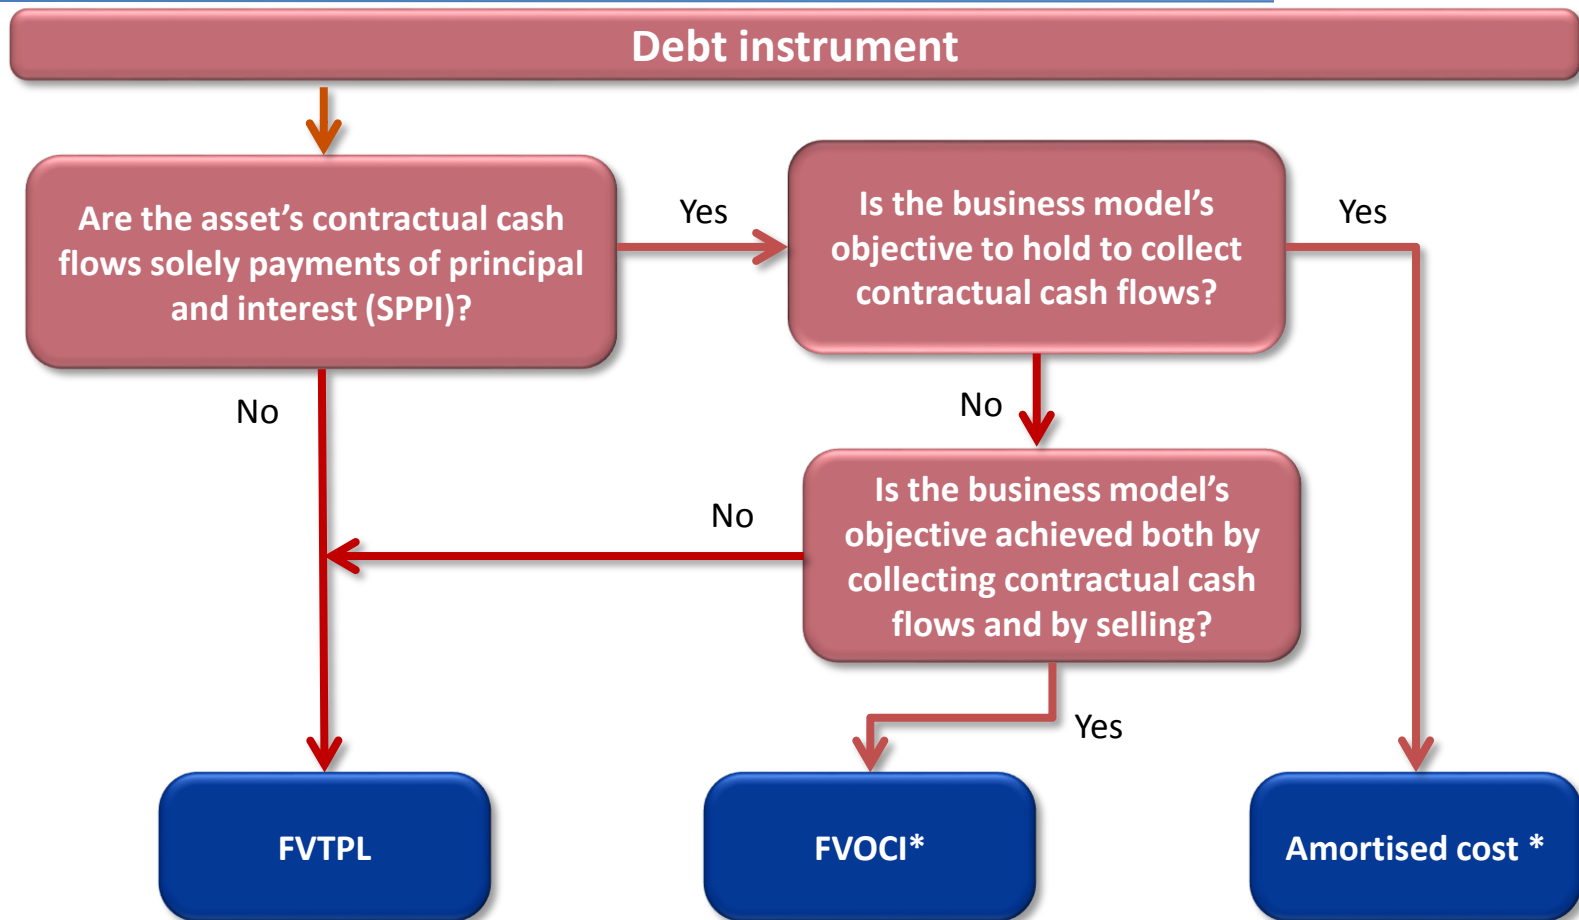 Debt instrument
Are the asset’s contractual cash
flows solely payments of principal
and interest (SPPI)?
Yes
Is the business model’s
objective to hold to collect
contractual cash flows?
Yes
No
No
Is the business model’s
objective achieved both by
collecting contractual cash
flows and by selling?
No
Yes
FVTPL
FVOCI*
Amortised cost *